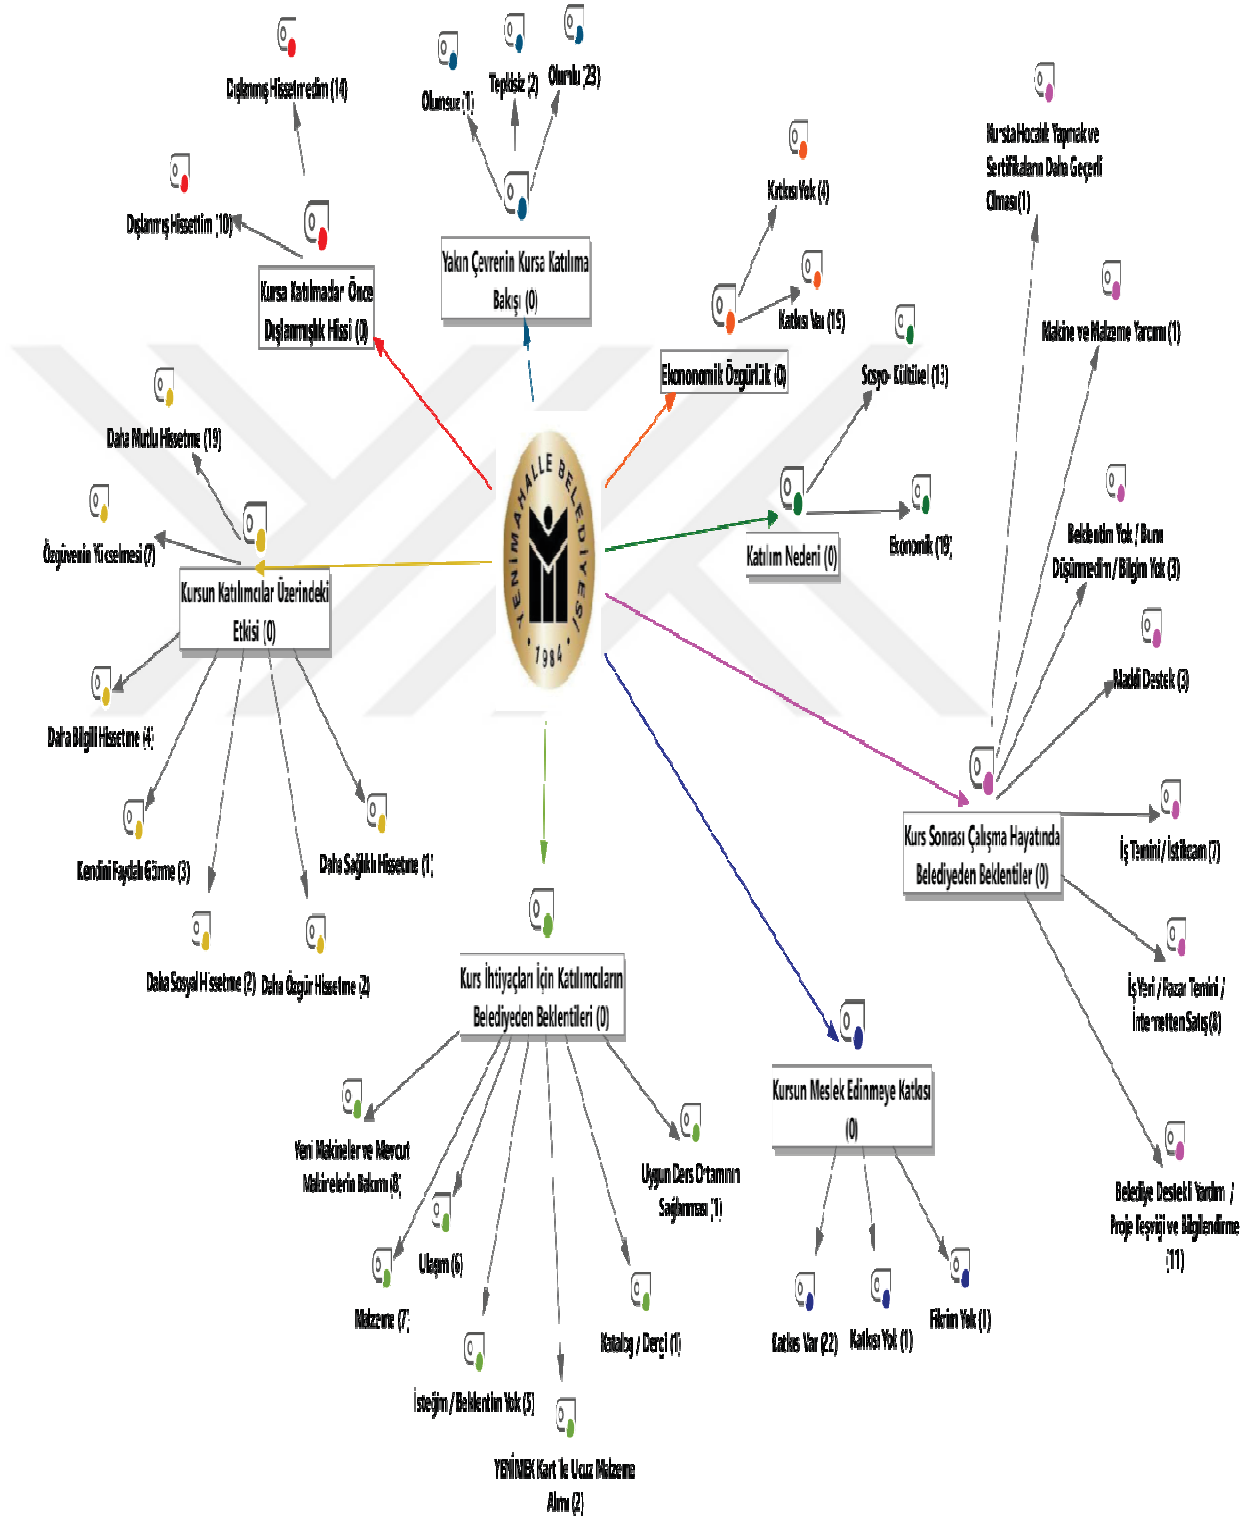 Olumlu (23)
Tepkisiz (2)
Olumsuz (1)
Dışlanmış Hissetmedim (14)
Dışlanmış Hissettim (10)
Kursta Hocalık Yapmak ve
Sertifikaların Daha Geçerli
Olması (1)
Katkısı Yok (4)
Yakın Çevrenin Kursa Katılıma
Bakışı (0)
Kursa Katılmadan Önce
Dışlanmışlık Hissi (0)
Katkısı Var (15)
Makine ve Malzeme Yardımı (1)
Ekononomik Özgürlük (0)
Sosyo- Kültürel (13)
Daha Mutlu Hissetme (19)
YENİMAHALLE BELEDİYESİ
• 1984 •
Özgüvenin Yükselmesi (7)
Katılım Nedeni (0)
Ekonomik (19)
Beklentim Yok / Bunu
Düşünmedim / Bilgim Yok (3)
Kursun Katılımcılar Üzerindeki
Etkisi (0)
Maddi Destek (3)
Daha Bilgili Hissetme (4)
Kurs Sonrası Çalışma Hayatında
Belediyeden Beklentiler (0)
İş Temini / İstihdam (7)
Kendini Faydalı Görme (3)
Daha Sağlıklı Hissetme (1)
Daha Sosyal Hissetme (2)
Daha Özgür Hissetme (2)
Kurs İhtiyaçları İçin Katılımcıların
Belediyeden Beklentileri (0)
İş Yeri / Pazar Temini /
İnternetten Satış (8)
Kursun Meslek Edinmeye Katkısı
(0)
Yeni Makineler ve Mevcut
Makinelerin Bakımı (8)
Uygun Ders Ortamının
Sağlanması (1)
Belediye Destekli Yardım /
Proje Teşviği ve Bilgilendirme
(11)
Ulaşım (6)
Malzeme (7)
Katalog / Dergi (1)
Katkısı Var (22)
Katkısı Yok (1)
Fikrim Yok (1)
İsteğim / Beklentim Yok (5)
YENİMEK Kart ile Ucuz Malzeme
Alımı (2)